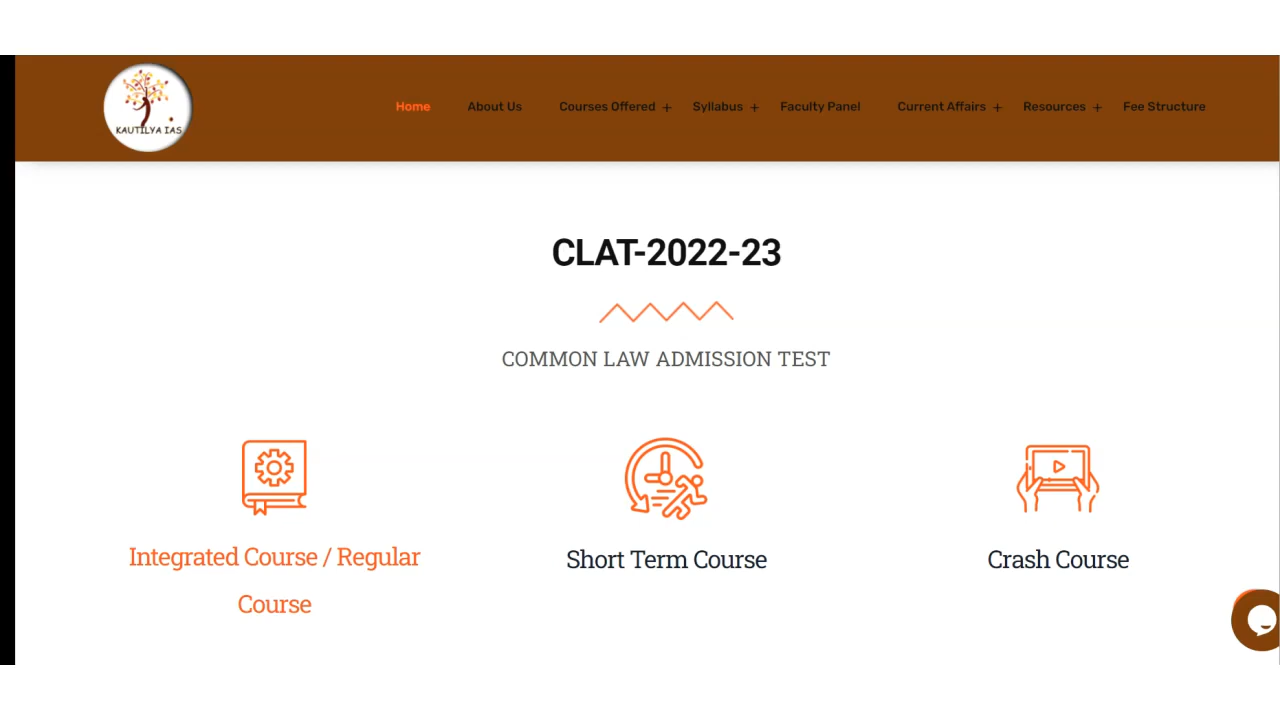 KAUTILYA IAS
Home About Us Courses Offered + Syllabus + Faculty Panel Current Affairs + Resources + Fee Structure
CLAT-2022-23
COMMON LAW ADMISSION TEST
Integrated Course / Regular
Course
Short Term Course
Crash Course